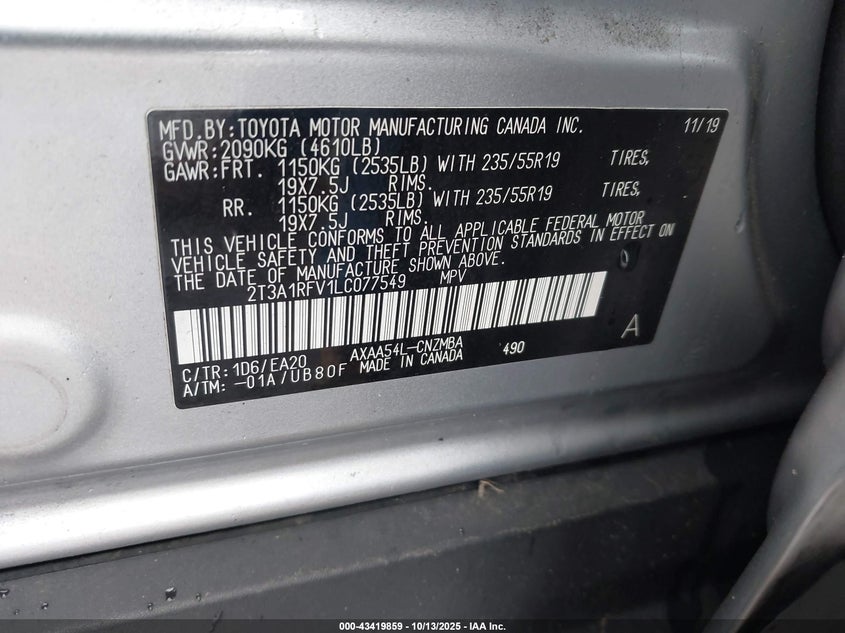 MFD.BY:TOYOTA MOTOR MANUFACTURING CANADA INC. 11/19
GVWR:2090KG (4610LB)
GAWR:FRT. 1150KG (2535LB) WITH 235/55R19 TIRES,
19X7.5J RIMS.
RR. 1150KG (2535LB) WITH 235/55R19 TIRES,
19X7.5J RIMS.
THIS VEHICLE CONFORMS TO ALL APPLICABLE FEDERAL MOTOR
VEHICLE SAFETY AND THEFT PREVENTION STANDARDS IN EFFECT ON
THE DATE OF MANUFACTURE SHOWN ABOVE.
2T3A1RFV1LC077549 MPV
A
C/TR:1D6/EA20 AXAA54L-CNZMBA 490
A/TM:-01A/UB80F MADE IN CANADA
000-43419859 | 10/13/2025 | IAA Inc.